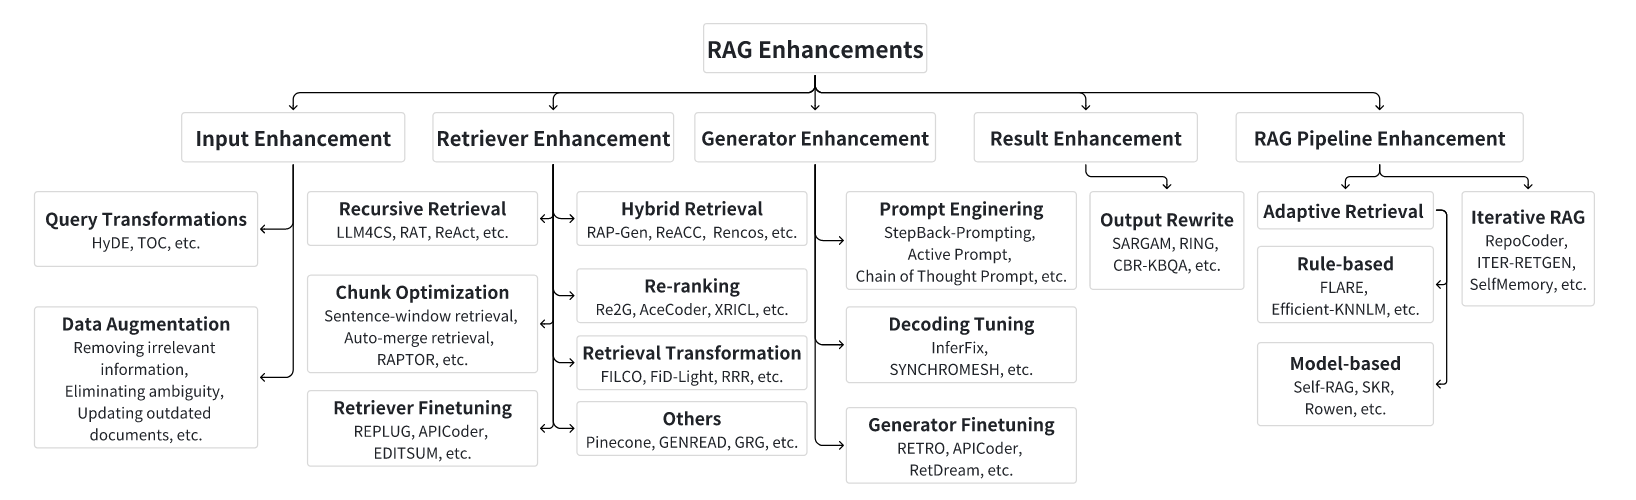 RAG Enhancements
Input Enhancement
Retriever Enhancement
Generator Enhancement
Result Enhancement
RAG Pipeline Enhancement
Query Transformations
HyDE, TOC, etc.
Data Augmentation
Removing irrelevant
information,
Eliminating ambiguity,
Updating outdated
documents, etc.
Recursive Retrieval
LLM4CS, RAT, ReAct, etc.
Chunk Optimization
Sentence-window retrieval,
Auto-merge retrieval,
RAPTOR, etc.
Retriever Finetuning
REPLUG, APICoder,
EDITSUM, etc.
Hybrid Retrieval
RAP-Gen, ReACC, Rencos, etc.
Re-ranking
Re2G, AceCoder, XRICL, etc.
Retrieval Transformation
FILCO, FiD-Light, RRR, etc.
Others
Pinecone, GENREAD, GRG, etc.
Prompt Enginering
StepBack-Prompting,
Active Prompt,
Chain of Thought Prompt, etc.
Decoding Tuning
InferFix,
SYNCHROMESH, etc.
Generator Finetuning
RETRO, APICoder,
RetDream, etc.
Output Rewrite
SARGAM, RING,
CBR-KBQA, etc.
Adaptive Retrieval
Rule-based
FLARE,
Efficient-KNNLM, etc.
Model-based
Self-RAG, SKR,
Rowen, etc.
Iterative RAG
RepoCoder,
ITER-RETGEN,
SelfMemory, etc.